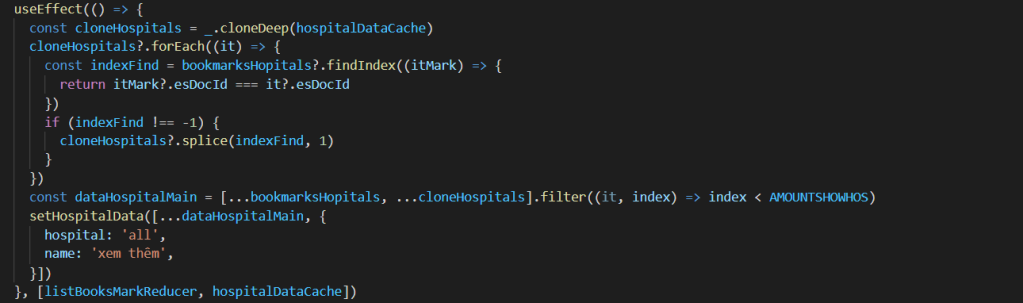 useEffect(() => {
const cloneHospitals = _.cloneDeep(hospitalDataCache)
cloneHospitals?.forEach((it) => {
const indexFind = bookmarksHopitals?.findIndex((itMark) => {
return itMark?.esDocId === it?.esDocId
})
if (indexFind !== -1) {
cloneHospitals?.splice(indexFind, 1)
}
})
const dataHospitalMain = [...bookmarksHopitals, ...cloneHospitals].filter((it, index) => index < AMOUNTSHOWHOS)
setHospitalData([...dataHospitalMain, {
hospital: 'all',
name: 'xem thêm',
}])
}, [listBooksMarkReducer, hospitalDataCache])